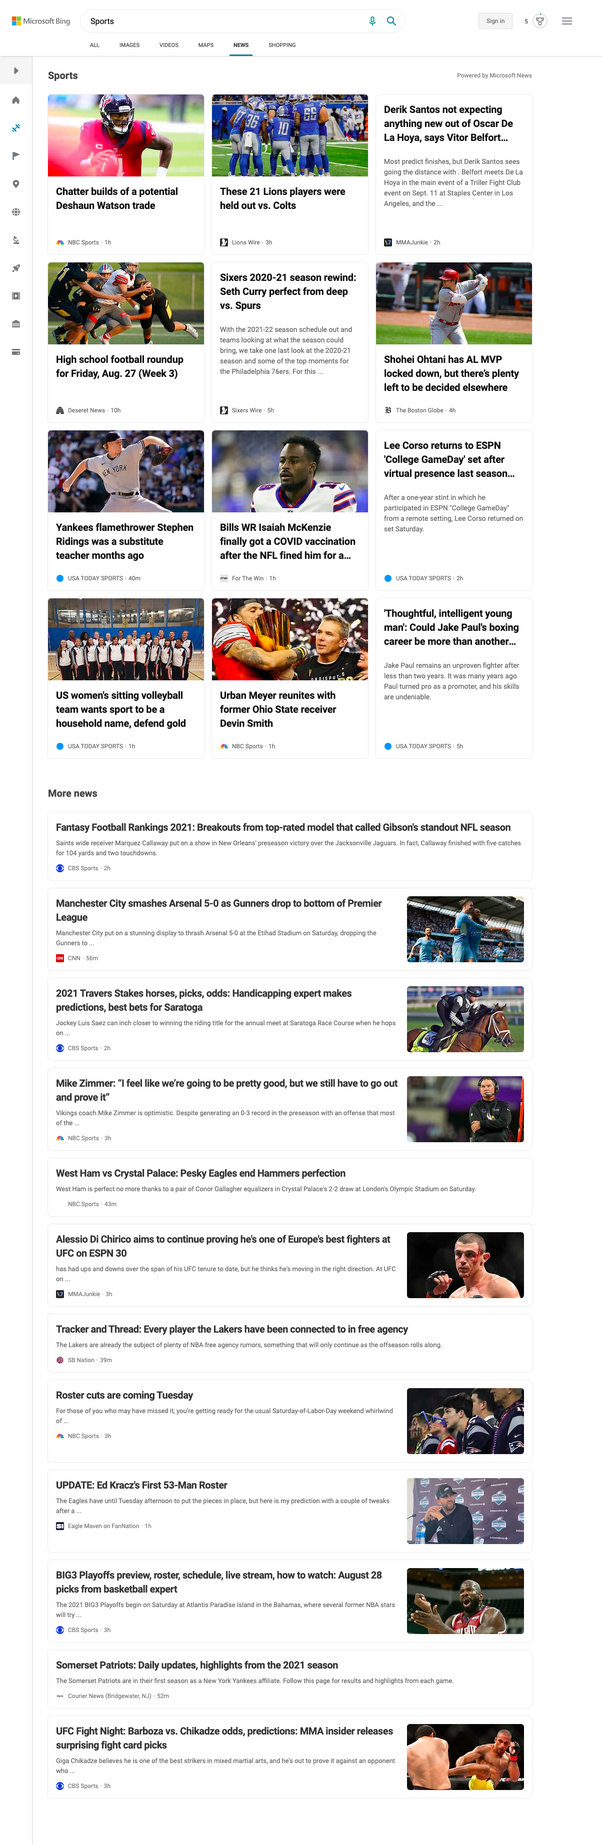 Microsoft Bing
Sports
Sign in
5
ALL
IMAGES
VIDEOS
MAPS
NEWS
SHOPPING
Sports
Powered by Microsoft News
Chatter builds of a potential
Deshaun Watson trade
NBC Sports · 1h
These 21 Lions players were
held out vs. Colts
Lions Wire · 3h
Derik Santos not expecting
anything new out of Oscar De
La Hoya, says Vitor Belfort...
Most predict finishes, but Derik Santos sees
going the distance with . Belfort meets De La
Hoya in the main event of a Triller Fight Club
event on Sept. 11 at Staples Center in Los
Angeles, and the ...
MMAJunkie · 2h
High school football roundup
for Friday, Aug. 27 (Week 3)
Deseret News · 10h
Sixers 2020-21 season rewind:
Seth Curry perfect from deep
vs. Spurs
With the 2021-22 season schedule out and
teams looking at what the season could
bring, we take one last look at the 2020-21
season and some of the top moments for
the Philadelphia 76ers. For this ...
Sixers Wire · 5h
Shohei Ohtani has AL MVP
locked down, but there's plenty
left to be decided elsewhere
The Boston Globe · 4h
Yankees flamethrower Stephen
Ridings was a substitute
teacher months ago
USA TODAY SPORTS · 40m
Bills WR Isaiah McKenzie
finally got a COVID vaccination
after the NFL fined him for a...
For The Win · 1h
Lee Corso returns to ESPN
'College GameDay' set after
virtual presence last season...
After a one-year stint in which he
participated in ESPN "College GameDay"
from a remote setting, Lee Corso returned on
set Saturday.
USA TODAY SPORTS · 2h
US women's sitting volleyball
team wants sport to be a
household name, defend gold
USA TODAY SPORTS · 1h
Urban Meyer reunites with
former Ohio State receiver
Devin Smith
NBC Sports · 1h
'Thoughtful, intelligent young
man': Could Jake Paul's boxing
career be more than another...
Jake Paul remains an unproven fighter after
less than two years. It was many years ago
Paul turned pro as a promoter, and his skills
are undeniable.
USA TODAY SPORTS · 5h
More news
Fantasy Football Rankings 2021: Breakouts from top-rated model that called Gibson's standout NFL season
Saints wide receiver Marquez Callaway put on a show in New Orleans' preseason victory over the Jacksonville Jaguars. In fact, Callaway finished with five catches
for 104 yards and two touchdowns.
CBS Sports · 2h
Manchester City smashes Arsenal 5-0 as Gunners drop to bottom of Premier
League
Manchester City put on a stunning display to thrash Arsenal 5-0 at the Etihad Stadium on Saturday, dropping the
Gunners to ...
CNN · 56m
2021 Travers Stakes horses, picks, odds: Handicapping expert makes
predictions, best bets for Saratoga
Jockey Luis Saez can inch closer to winning the riding title for the annual meet at Saratoga Race Course when he hops
on ...
CBS Sports · 2h
Mike Zimmer: “I feel like we’re going to be pretty good, but we still have to go out
and prove it”
Vikings coach Mike Zimmer is optimistic. Despite generating an 0-3 record in the preseason with an offense that most
of the ...
NBC Sports · 3h
West Ham vs Crystal Palace: Pesky Eagles end Hammers perfection
West Ham is perfect no more thanks to a pair of Conor Gallagher equalizers in Crystal Palace's 2-2 draw at London's Olympic Stadium on Saturday.
NBC Sports · 43m
Alessio Di Chirico aims to continue proving he's one of Europe's best fighters at
UFC on ESPN 30
has had ups and downs over the span of his UFC tenure to date, but he thinks he's moving in the right direction. At UFC
on ...
MMAJunkie · 3h
Tracker and Thread: Every player the Lakers have been connected to in free agency
The Lakers are already the subject of plenty of NBA free agency rumors, something that will only continue as the offseason rolls along.
SB Nation · 39m
Roster cuts are coming Tuesday
For those of you who may have missed it, you're getting ready for the usual Saturday-of-Labor-Day weekend whirlwind
of ...
NBC Sports · 3h
UPDATE: Ed Kracz's First 53-Man Roster
The Eagles have until Tuesday afternoon to put the pieces in place, but here is my prediction with a couple of tweaks
after a ...
Eagle Maven on FanNation · 1h
BIG3 Playoffs preview, roster, schedule, live stream, how to watch: August 28
picks from basketball expert
The 2021 BIG3 Playoffs begin on Saturday at Atlantis Paradise Island in the Bahamas, where several former NBA stars
will try ...
CBS Sports · 3h
Somerset Patriots: Daily updates, highlights from the 2021 season
The Somerset Patriots are in their first season as a New York Yankees affiliate. Follow this page for results and highlights from each game.
Courier News (Bridgewater, NJ) · 52m
UFC Fight Night: Barboza vs. Chikadze odds, predictions: MMA insider releases
surprising fight card picks
Giga Chikadze believes he is one of the best strikers in mixed martial arts, and he's out to prove it against an opponent
who ...
CBS Sports · 3h